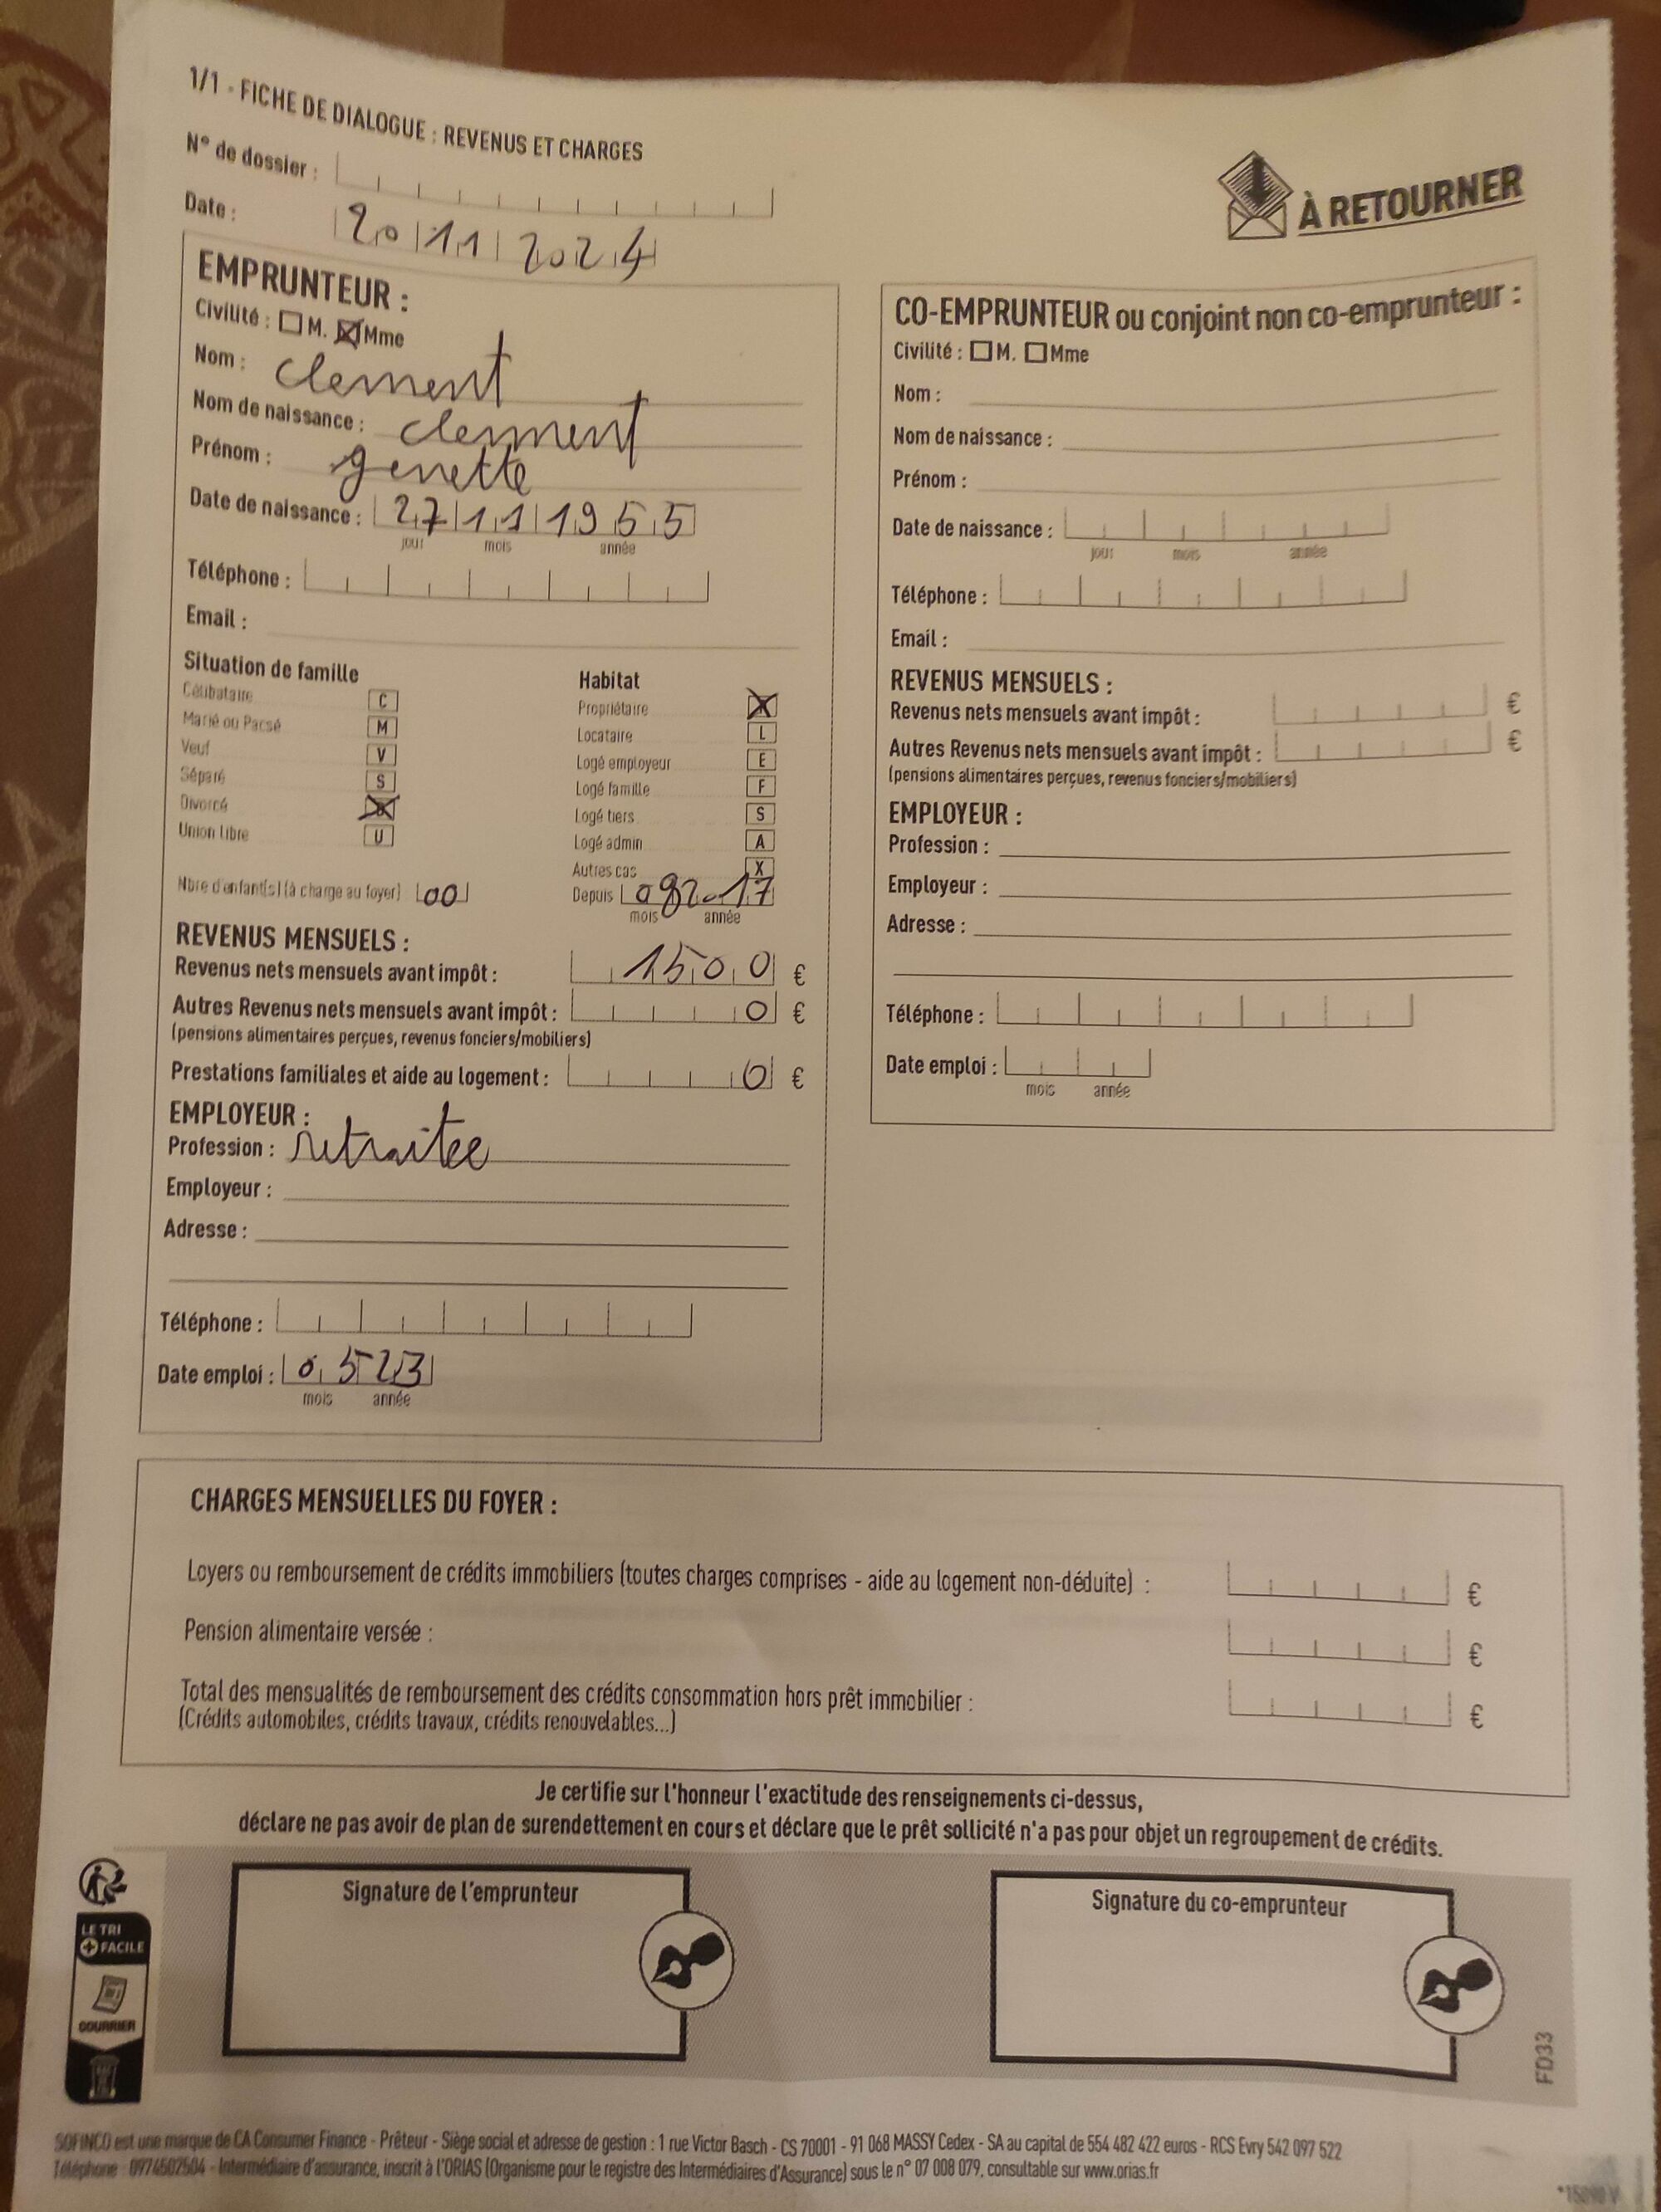 1/1 - FICHE DE DIALOGUE : REVENUS ET CHARGES
N° de dossier :
Date : 20 11 2024
À RETOURNER
EMPRUNTEUR :
Civilité : M. Mme
Nom : clement
Nom de naissance : clement
Prénom : genette
Date de naissance : 27 11 1955
jour mois année
Téléphone :
Email :
Situation de famille
Célibataire C
Marié ou Pacsé M
Veuf V
Séparé S
Divorcé
Union libre U
Nbre d'enfant(s) (à charge au foyer) 00
Habitat
Propriétaire
Locataire L
Logé employeur E
Logé famille F
Logé tiers S
Logé admin A
Autres cas X
Depuis
mois année
REVENUS MENSUELS :
Revenus nets mensuels avant impôt : 1500 €
Autres Revenus nets mensuels avant impôt : 0 €
(pensions alimentaires perçues, revenus fonciers/mobiliers)
Prestations familiales et aide au logement : 0 €
EMPLOYEUR :
Profession : retraitee
Employeur :
Adresse :
Téléphone :
Date emploi : 05 23
mois année
CO-EMPRUNTEUR ou conjoint non co-emprunteur :
Civilité : M. Mme
Nom :
Nom de naissance :
Prénom :
Date de naissance :
jour mois année
Téléphone :
Email :
REVENUS MENSUELS :
Revenus nets mensuels avant impôt : €
Autres Revenus nets mensuels avant impôt : €
(pensions alimentaires perçues, revenus fonciers/mobiliers)
EMPLOYEUR :
Profession :
Employeur :
Adresse :
Téléphone :
Date emploi :
mois année
CHARGES MENSUELLES DU FOYER :
Loyers ou remboursement de crédits immobiliers (toutes charges comprises - aide au logement non-déduite) : €
Pension alimentaire versée : €
Total des mensualités de remboursement des crédits consommation hors prêt immobilier : €
(Crédits automobiles, crédits travaux, crédits renouvelables...)
Je certifie sur l'honneur l'exactitude des renseignements ci-dessus,
déclare ne pas avoir de plan de surendettement en cours et déclare que le prêt sollicité n'a pas pour objet un regroupement de crédits.
Signature de l'emprunteur
Signature du co-emprunteur
LE TRI
+ FACILE
COURRIER
FD33
SOFINCO est une marque de CA Consumer Finance - Prêteur - Siège social et adresse de gestion : 1 rue Victor Basch - CS 70001 - 91 068 MASSY Cedex - SA au capital de 554 482 422 euros - RCS Evry 542 097 522
Téléphone : 0974502504 - Intermédiaire d'assurance, inscrit à l'ORIAS (Organisme pour le registre des Intermédiaires d'Assurance) sous le n° 07 008 079, consultable sur www.orias.fr